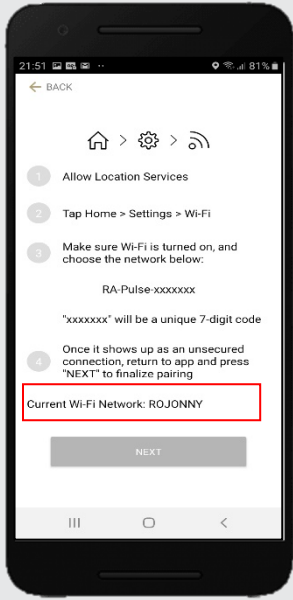 21:51 81%
BACK
1 Allow Location Services
2 Tap Home > Settings > Wi-Fi
3 Make sure Wi-Fi is turned on, and
choose the network below:
RA-Pulse-xxxxxxx
"xxxxxxx" will be a unique 7-digit code
4 Once it shows up as an unsecured
connection, return to app and press
"NEXT" to finalize pairing
Current Wi-Fi Network: ROJONNY
NEXT